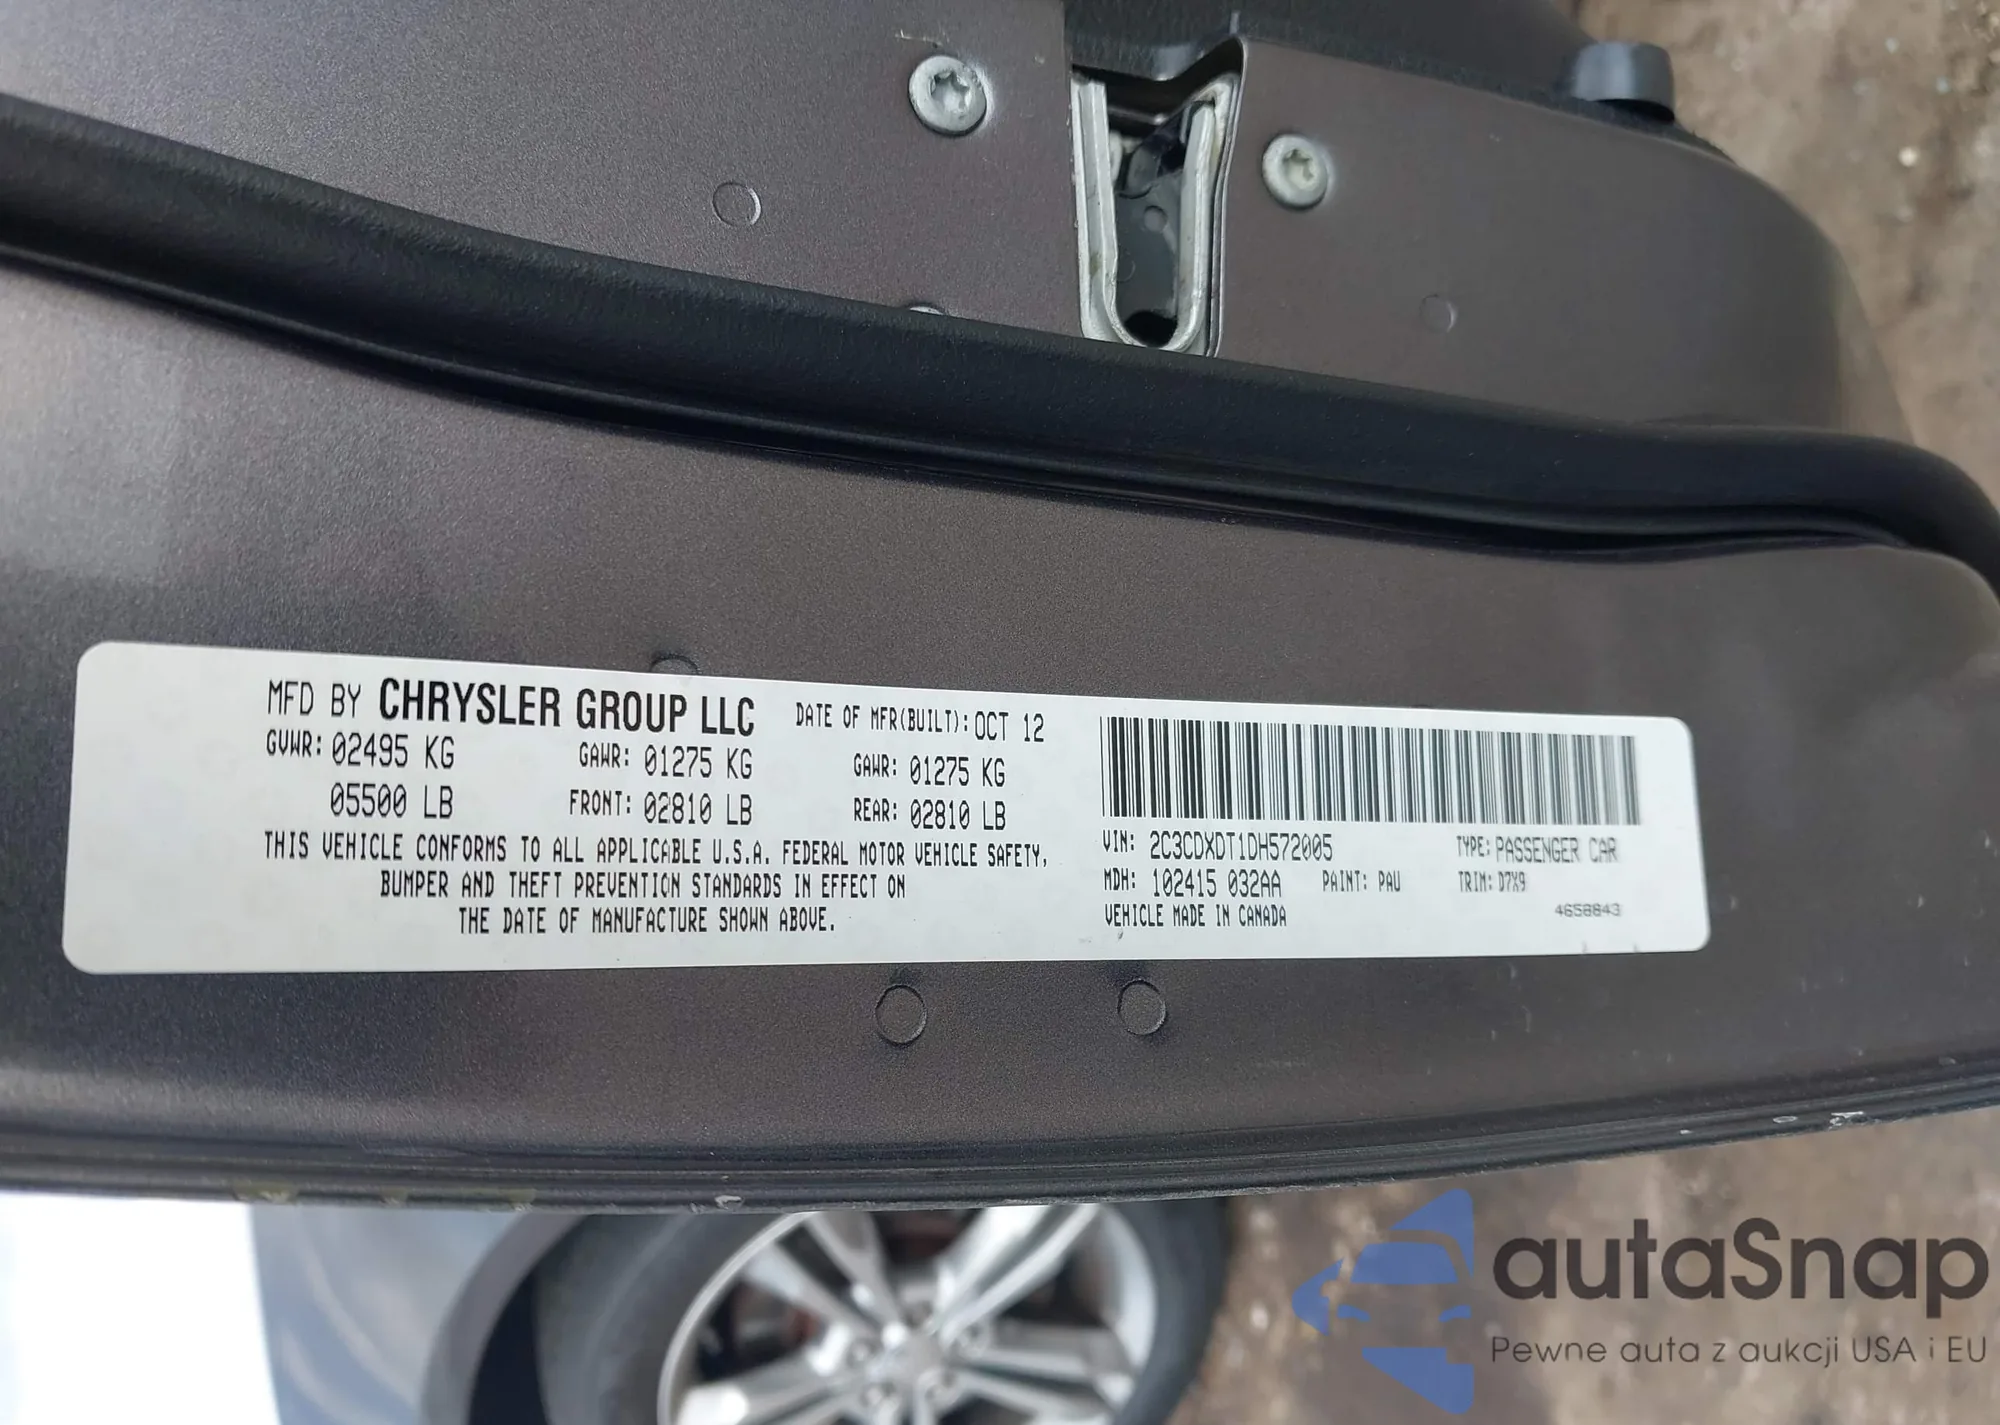 MFD BY CHRYSLER GROUP LLC DATE OF MFR(BUILT): OCT 12
GVWR: 02495 KG GAWR: 01275 KG GAWR: 01275 KG
05500 LB FRONT: 02810 LB REAR: 02810 LB
THIS VEHICLE CONFORMS TO ALL APPLICABLE U.S.A. FEDERAL MOTOR VEHICLE SAFETY,
BUMPER AND THEFT PREVENTION STANDARDS IN EFFECT ON
THE DATE OF MANUFACTURE SHOWN ABOVE.
VIN: 2C3CDXDT1DH572005 TYPE: PASSENGER CAR
MDH: 102415 032AA PAINT: PAU TRIM: D7X9
VEHICLE MADE IN CANADA
4658843
autaSnap
Pewne auta z aukcji USA i EU